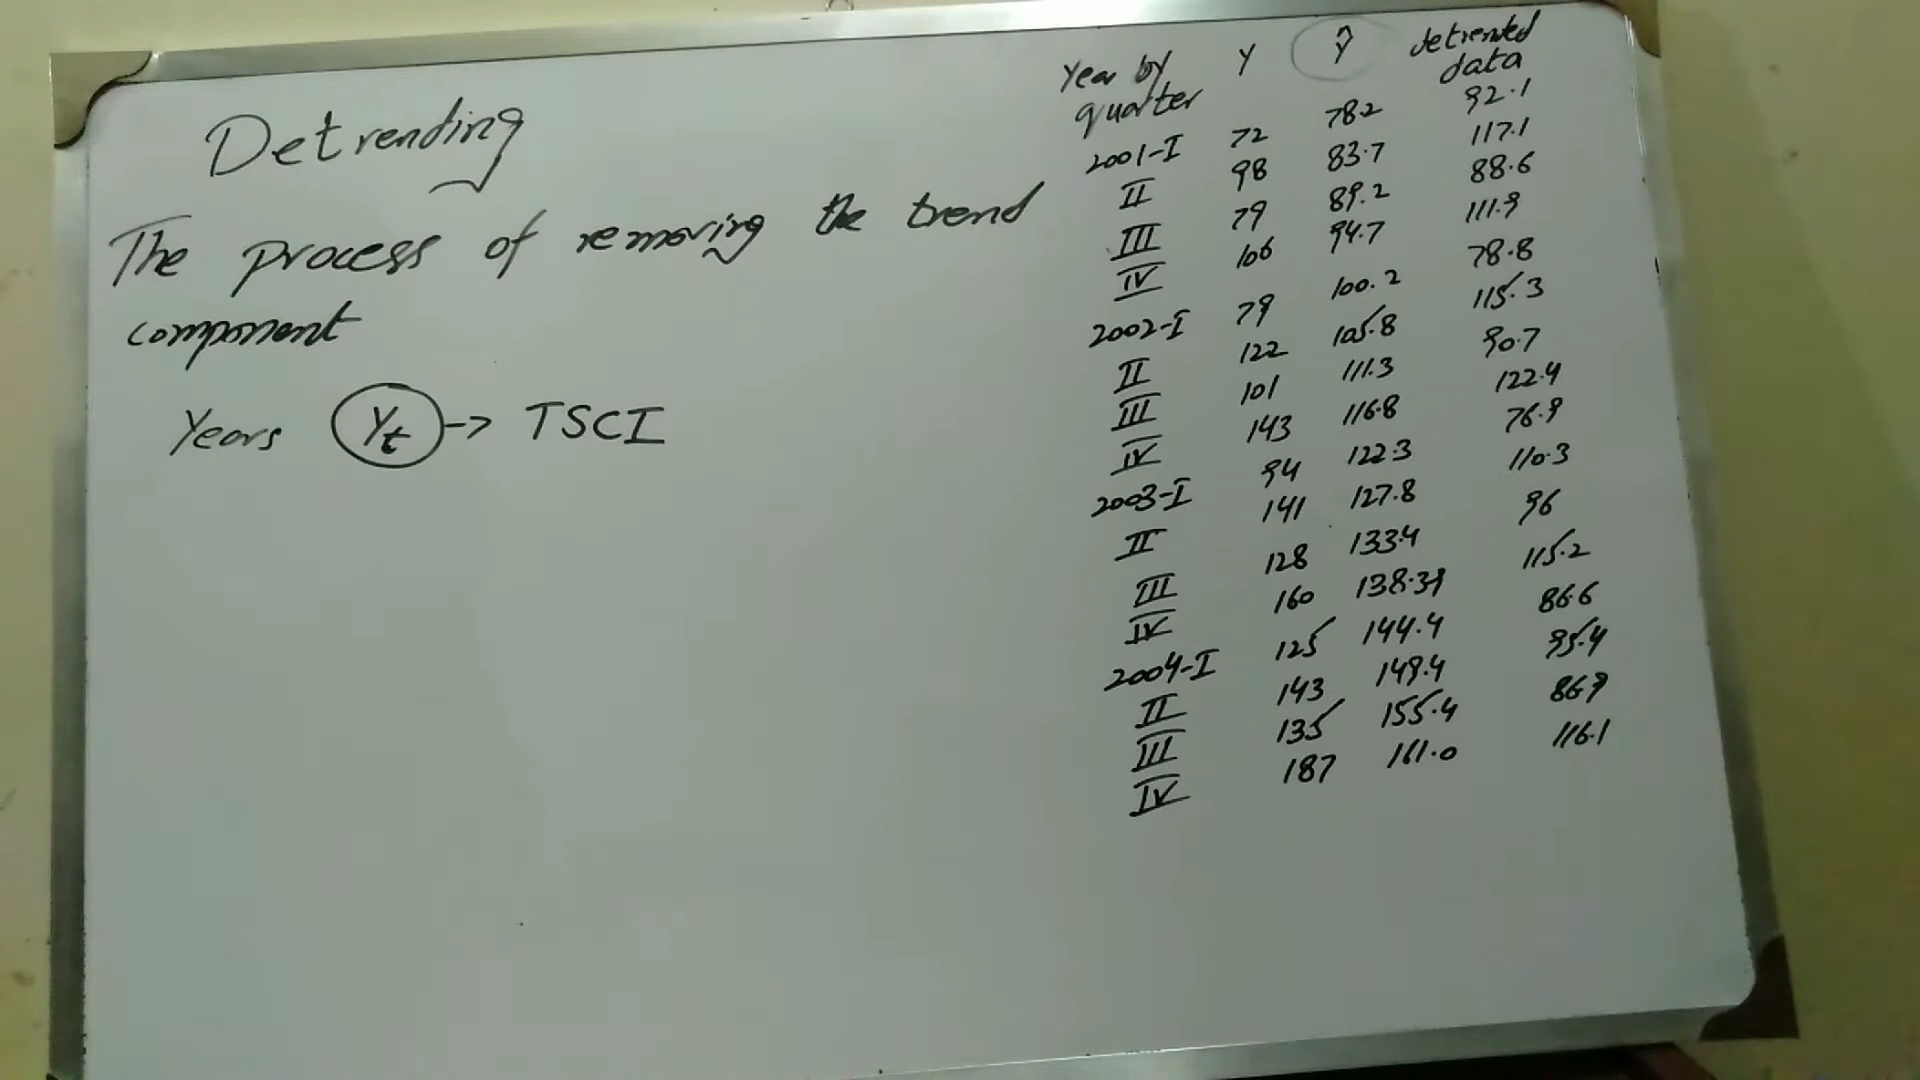 Detrending
The process of removing the trend
component
Years Yt -> TSCI
Year by quarter Y Ŷ detrended data
2001-I 72 78.2 92.1
II 98 83.7 117.1
III 79 89.2 88.6
IV 106 94.7 111.9
2002-I 79 100.2 78.8
II 122 105.8 115.3
III 101 111.3 90.7
IV 143 116.8 122.4
2003-I 94 122.3 76.9
II 141 127.8 110.3
III 128 133.4 96
IV 160 138.39 115.2
2004-I 125 144.4 86.6
II 143 149.4 95.4
III 135 155.4 86.9
IV 187 161.0 116.1